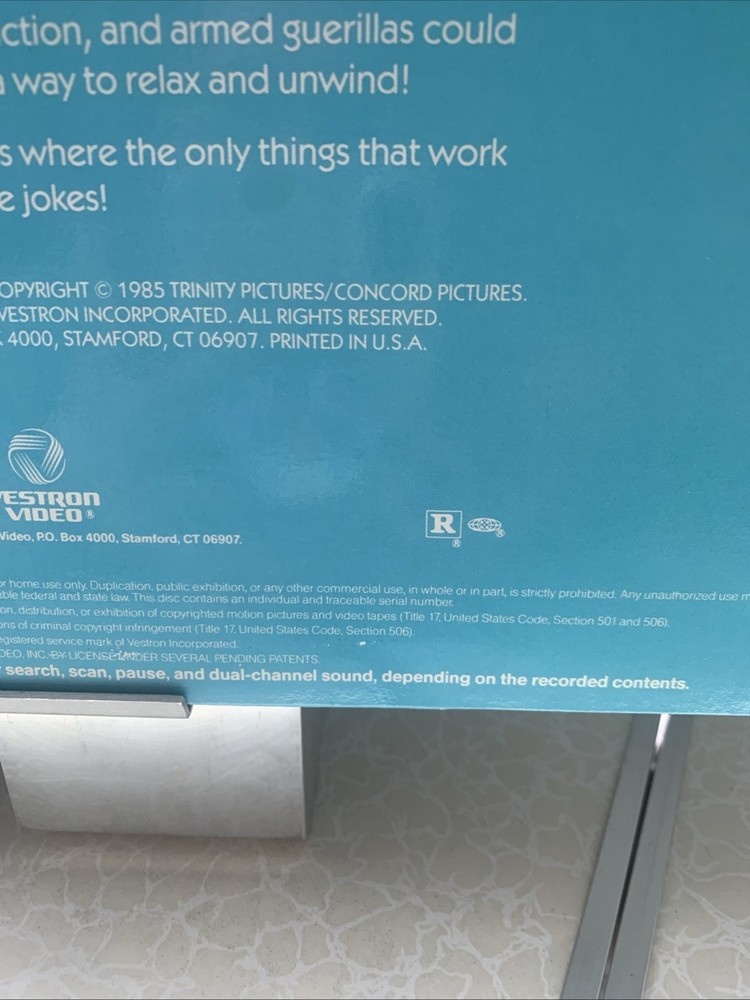 ction, and armed guerillas could
a way to relax and unwind!
s where the only things that work
e jokes!
OPYRIGHT © 1985 TRINITY PICTURES/CONCORD PICTURES.
VESTRON INCORPORATED. ALL RIGHTS RESERVED.
4000, STAMFORD, CT 06907. PRINTED IN U.S.A.
VESTRON
VIDEO®
R® ®
Video, P.O. Box 4000, Stamford, CT 06907.
or home use only. Duplication, public exhibition, or any other commercial use, in whole or in part, is strictly prohibited. Any unauthorized use m
ble federal and state law. This disc contains an individual and traceable serial number.
on, distribution, or exhibition of copyrighted motion pictures and video tapes (Title 17, United States Code, Section 501 and 506).
ons of criminal copyright infringement (Title 17, United States Code, Section 506).
egistered service mark of Vestron Incorporated.
DEO, INC. BY LICENSE UNDER SEVERAL PENDING PATENTS.
search, scan, pause, and dual-channel sound, depending on the recorded contents.